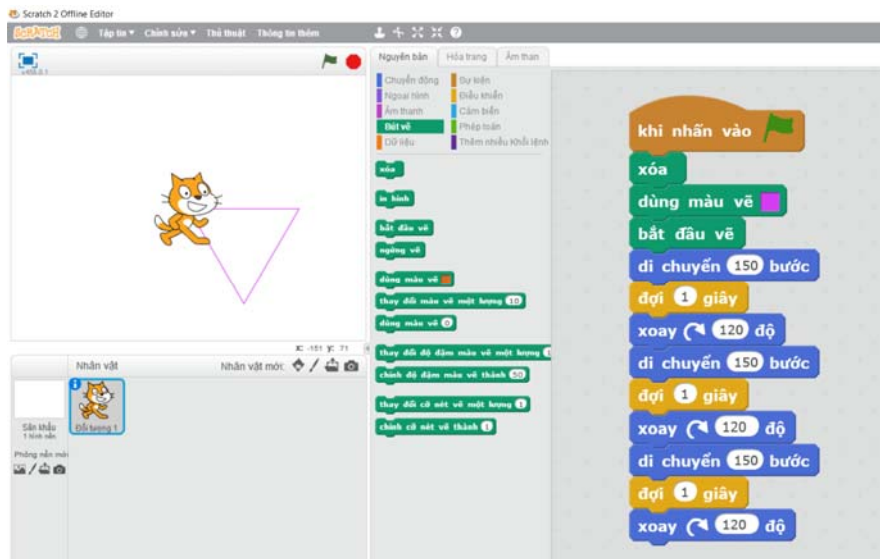 Scratch 2 Offline Editor
SCRATCH Tập tin Chỉnh sửa Thủ thuật Thông tin thêm
v456.0.1
X: -151 Y: 71
Nhân vật Nhân vật mới:
Sân khấu
1 hình nền
Phông nền mới
Đối tượng 1
Nguyên bản Hóa trang Âm than
Chuyển động Sự kiện
Ngoại hình Điều khiển
Âm thanh Cảm biến
Bút vẽ Phép toán
Dữ liệu Thêm nhiều Khối lệnh
xóa
in hình
bắt đầu vẽ
ngừng vẽ
dùng màu vẽ
thay đổi màu vẽ một lượng 10
dùng màu vẽ 0
thay đổi độ đậm màu vẽ một lượng
chỉnh độ đậm màu vẽ thành 50
thay đổi cỡ nét vẽ một lượng 1
chỉnh cỡ nét vẽ thành 1
khi nhấn vào
xóa
dùng màu vẽ
bắt đầu vẽ
di chuyển 150 bước
đợi 1 giây
xoay 120 độ
di chuyển 150 bước
đợi 1 giây
xoay 120 độ
di chuyển 150 bước
đợi 1 giây
xoay 120 độ